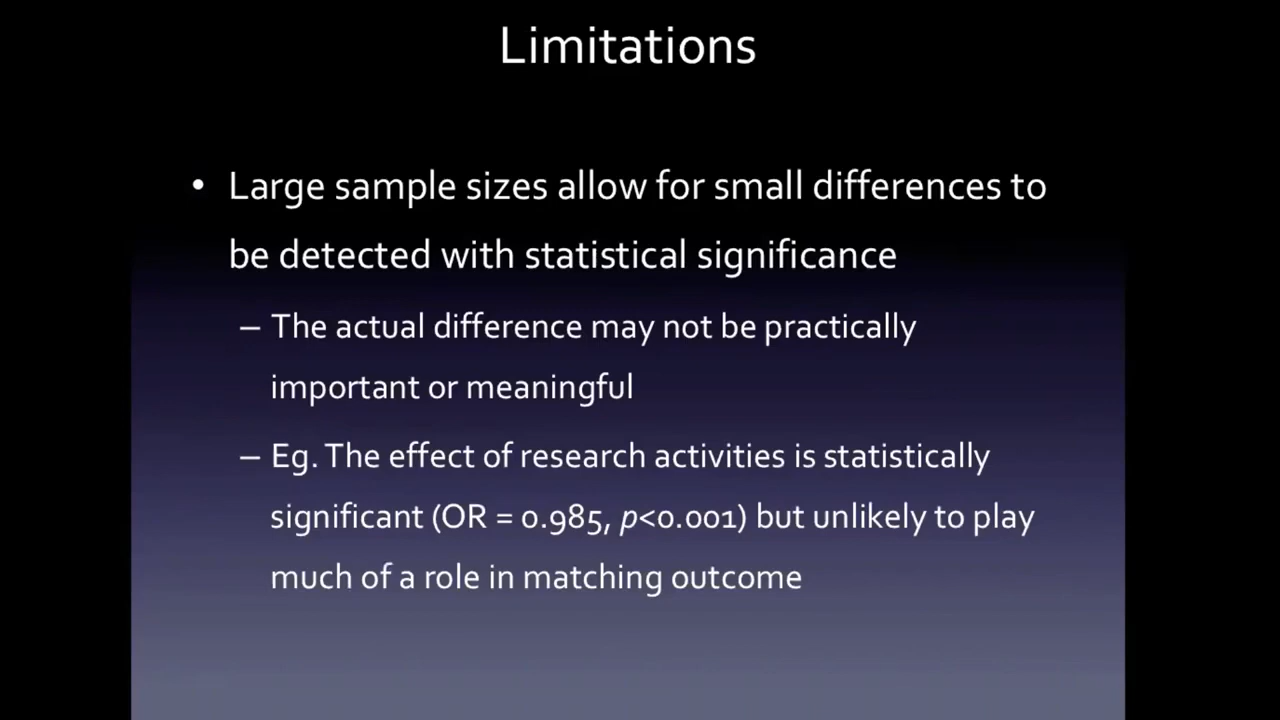 Limitations
• Large sample sizes allow for small differences to
be detected with statistical significance
– The actual difference may not be practically
important or meaningful
– Eg. The effect of research activities is statistically
significant (OR = 0.985, p<0.001) but unlikely to play
much of a role in matching outcome